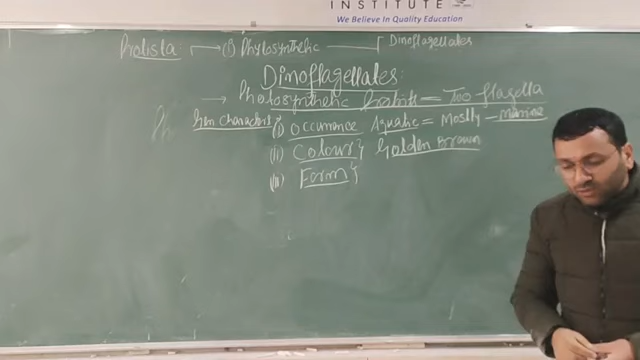 INSTITUTE
We Believe in Quality Education
Protista: → (i) Phytosynthetic Dinoflagellates
Dinoflagellates:
→ Photosynthetic Protists = Two flagella
Gen Characters (i) Occurrence Aquatic = Mostly - marine
(ii) Colour Golden Brown
(iii) Form